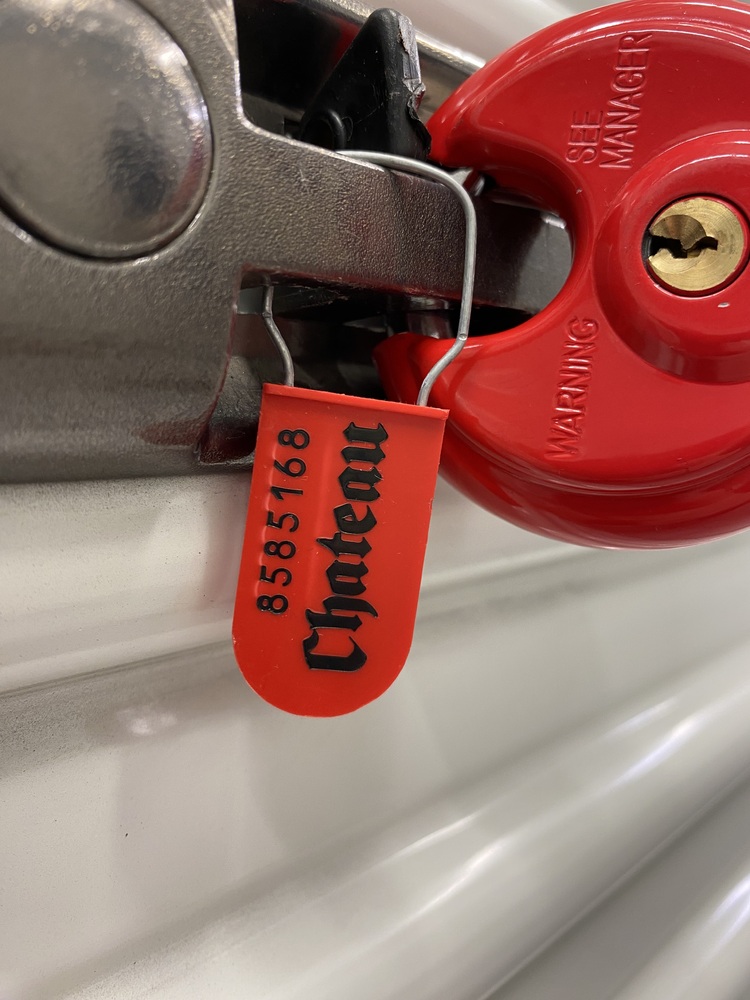 SEE
MANAGER
WARNING
8585168
Chateau